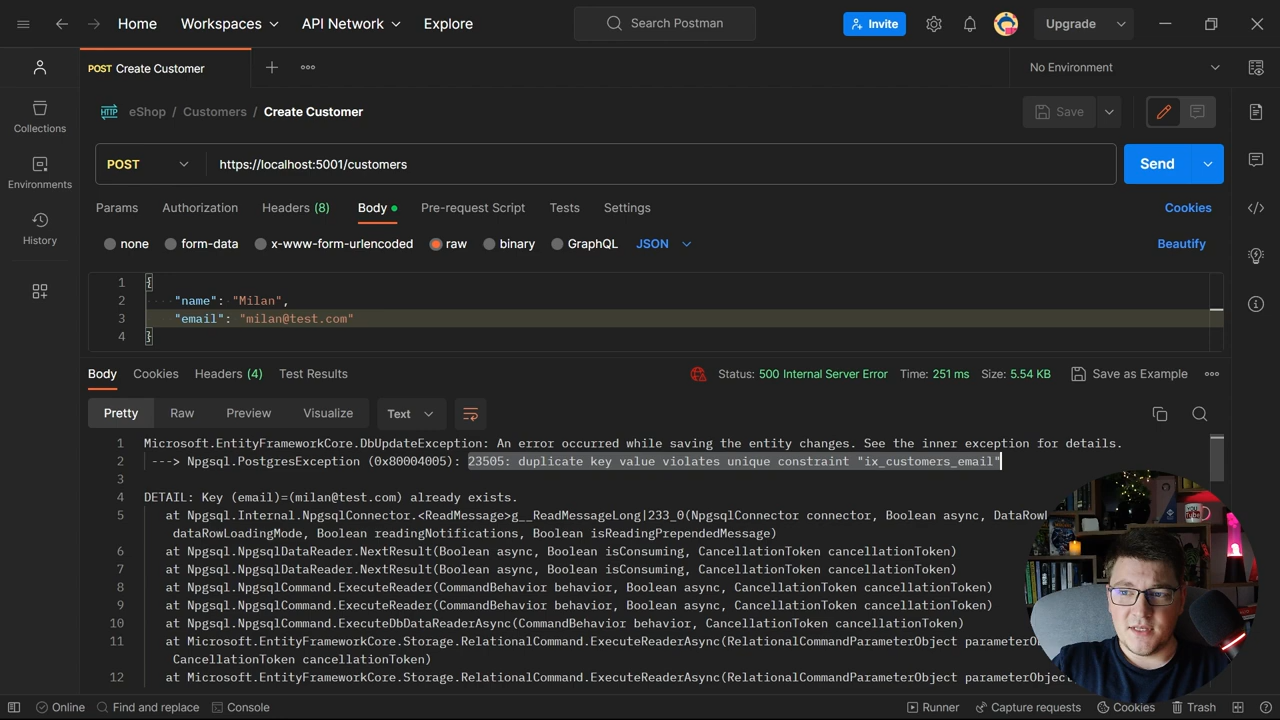 Home Workspaces API Network Explore Search Postman Invite Upgrade
POST Create Customer No Environment
HTTP eShop / Customers / Create Customer Save
Collections
Environments
History
POST https://localhost:5001/customers Send
Params Authorization Headers (8) Body Pre-request Script Tests Settings Cookies
none form-data x-www-form-urlencoded raw binary GraphQL JSON Beautify
1 {
2 "name": "Milan",
3 "email": "milan@test.com"
4 }
Body Cookies Headers (4) Test Results Status: 500 Internal Server Error Time: 251 ms Size: 5.54 KB Save as Example
Pretty Raw Preview Visualize Text
1 Microsoft.EntityFrameworkCore.DbUpdateException: An error occurred while saving the entity changes. See the inner exception for details.
2 ---> Npgsql.PostgresException (0x80004005): 23505: duplicate key value violates unique constraint "ix_customers_email"
3
4 DETAIL: Key (email)=(milan@test.com) already exists.
5 at Npgsql.Internal.NpgsqlConnector.<ReadMessage>g__ReadMessageLong|233_0(NpgsqlConnector connector, Boolean async, DataRowL
dataRowLoadingMode, Boolean readingNotifications, Boolean isReadingPrependedMessage)
6 at Npgsql.NpgsqlDataReader.NextResult(Boolean async, Boolean isConsuming, CancellationToken cancellationToken)
7 at Npgsql.NpgsqlDataReader.NextResult(Boolean async, Boolean isConsuming, CancellationToken cancellationToken)
8 at Npgsql.NpgsqlCommand.ExecuteReader(CommandBehavior behavior, Boolean async, CancellationToken cancellationToken)
9 at Npgsql.NpgsqlCommand.ExecuteReader(CommandBehavior behavior, Boolean async, CancellationToken cancellationToken)
10 at Npgsql.NpgsqlCommand.ExecuteDbDataReaderAsync(CommandBehavior behavior, CancellationToken cancellationToken)
11 at Microsoft.EntityFrameworkCore.Storage.RelationalCommand.ExecuteReaderAsync(RelationalCommandParameterObject parameterO
CancellationToken cancellationToken)
12 at Microsoft.EntityFrameworkCore.Storage.RelationalCommand.ExecuteReaderAsync(RelationalCommandParameterObject parameterObject
Online Find and replace Console Runner Capture requests Cookies Trash